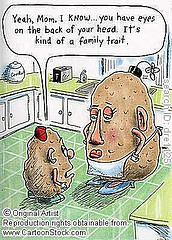 Yeah, Mom, I KNOW... you have eyes
on the back of your head. It's
kind of a family trait.
© Original Artist
Reproduction rights obtainable from
www.CartoonStock.com